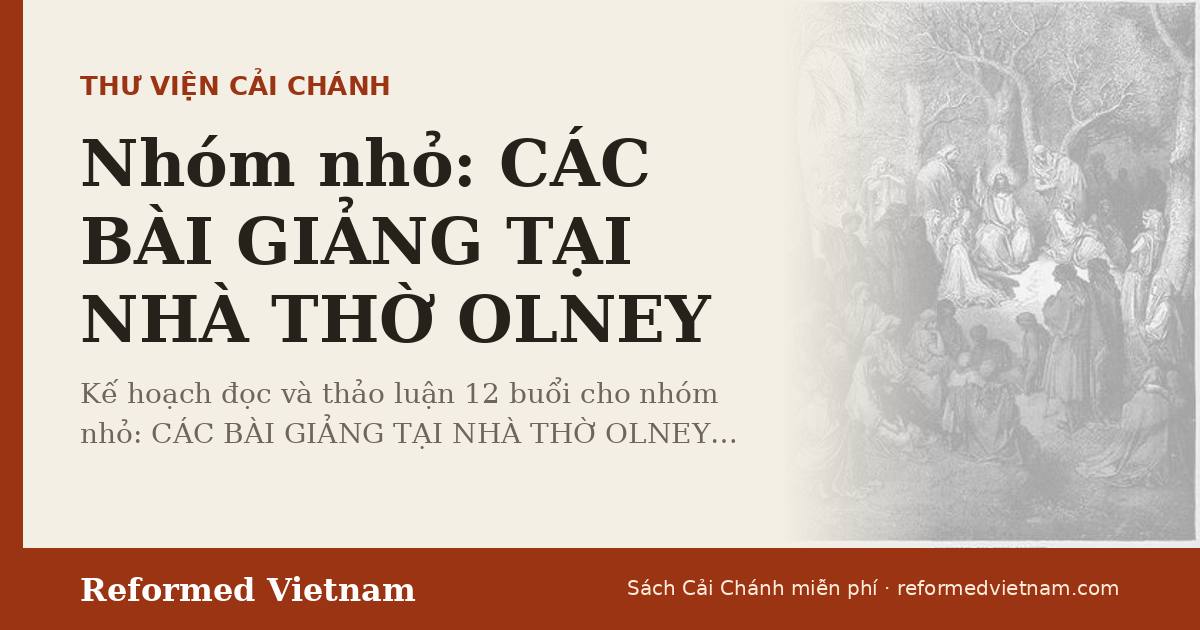 THƯ VIỆN CẢI CHÁNH
Nhóm nhỏ: CÁC
BÀI GIẢNG TẠI
NHÀ THỜ OLNEY
Kế hoạch đọc và thảo luận 12 buổi cho nhóm
nhỏ: CÁC BÀI GIẢNG TẠI NHÀ THỜ OLNEY...
Reformed Vietnam
Sách Cải Chánh miễn phí · reformedvietnam.com